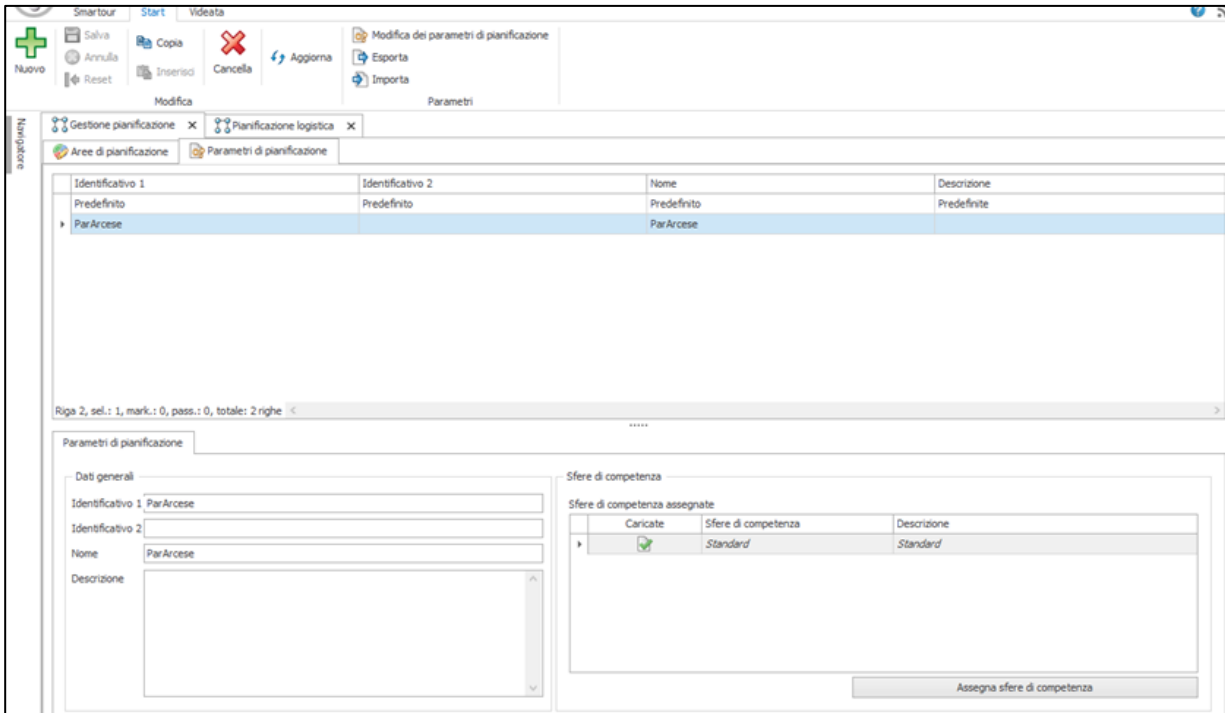 Smartour Start Videata
Nuovo
Salva
Annulla
Reset
Copia
Inserisci
Cancella
Aggiorna
Modifica
Modifica dei parametri di pianificazione
Esporta
Importa
Parametri
Navigatore
Gestione pianificazione x Pianificazione logistica x
Aree di pianificazione Parametri di pianificazione
Identificativo 1 Identificativo 2 Nome Descrizione
Predefinito Predefinito Predefinito Predefinite
ParArcese ParArcese
Riga 2, sel.: 1, mark.: 0, pass.: 0, totale: 2 righe
Parametri di pianificazione
Dati generali
Identificativo 1 ParArcese
Identificativo 2
Nome ParArcese
Descrizione
Sfere di competenza
Sfere di competenza assegnate
Caricate Sfere di competenza Descrizione
Standard Standard
Assegna sfere di competenza